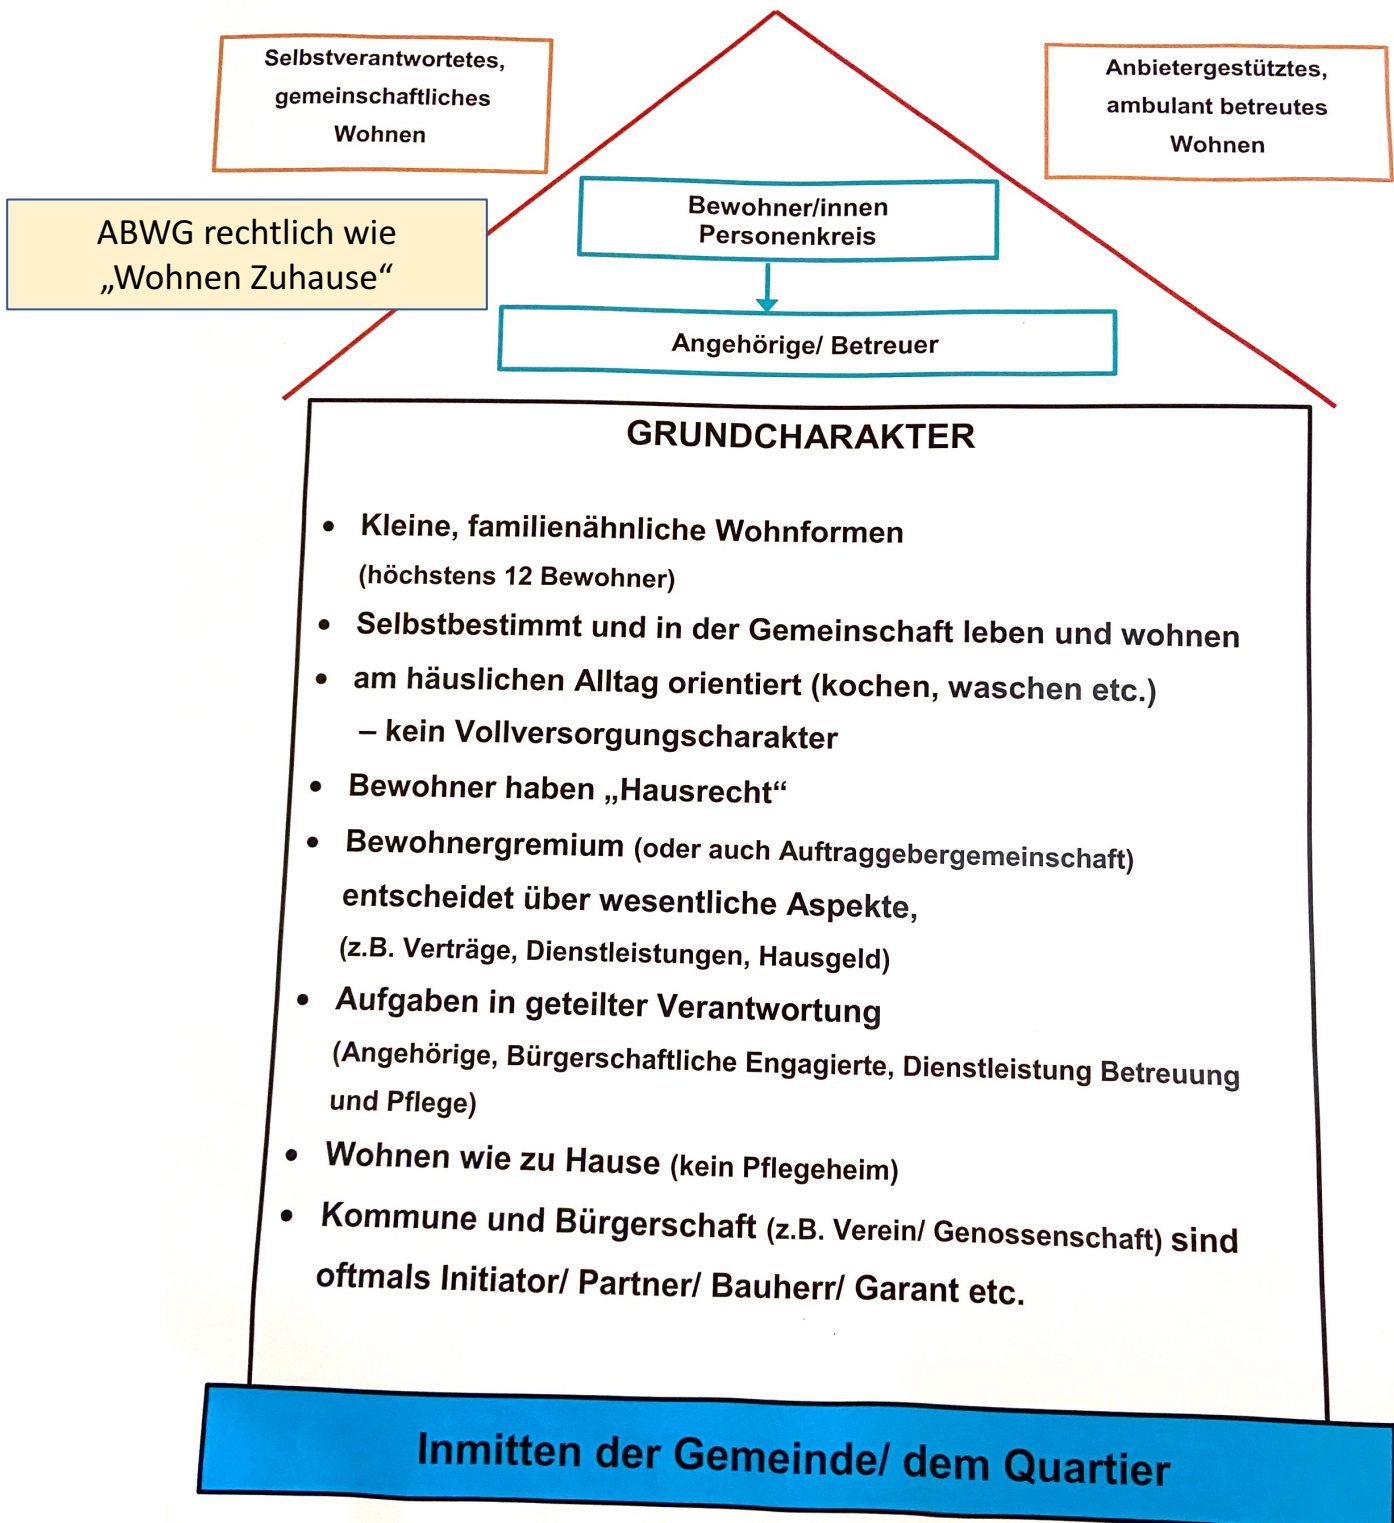 Selbstverantwortetes,
gemeinschaftliches
Wohnen
Anbietergestütztes,
ambulant betreutes
Wohnen
ABWG rechtlich wie
„Wohnen Zuhause“
Bewohner/innen
Personenkreis
Angehörige/ Betreuer
GRUNDCHARAKTER
• Kleine, familienähnliche Wohnformen
(höchstens 12 Bewohner)
• Selbstbestimmt und in der Gemeinschaft leben und wohnen
• am häuslichen Alltag orientiert (kochen, waschen etc.)
– kein Vollversorgungscharakter
• Bewohner haben „Hausrecht“
• Bewohnergremium (oder auch Auftraggebergemeinschaft)
entscheidet über wesentliche Aspekte,
(z.B. Verträge, Dienstleistungen, Hausgeld)
• Aufgaben in geteilter Verantwortung
(Angehörige, Bürgerschaftliche Engagierte, Dienstleistung Betreuung
und Pflege)
• Wohnen wie zu Hause (kein Pflegeheim)
• Kommune und Bürgerschaft (z.B. Verein/ Genossenschaft) sind
oftmals Initiator/ Partner/ Bauherr/ Garant etc.
Inmitten der Gemeinde/ dem Quartier